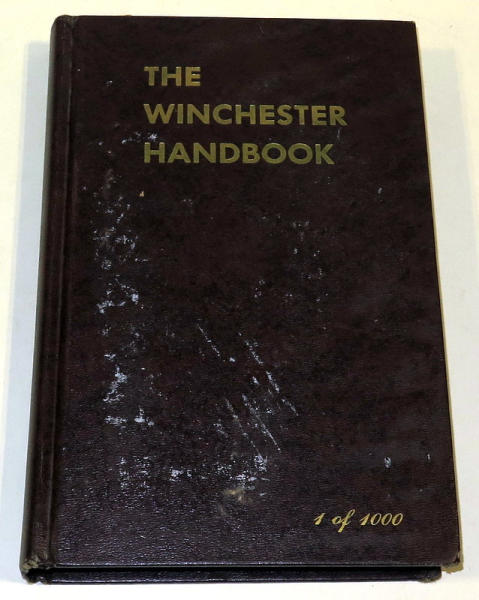 THE
WINCHESTER
HANDBOOK
1 of 1000